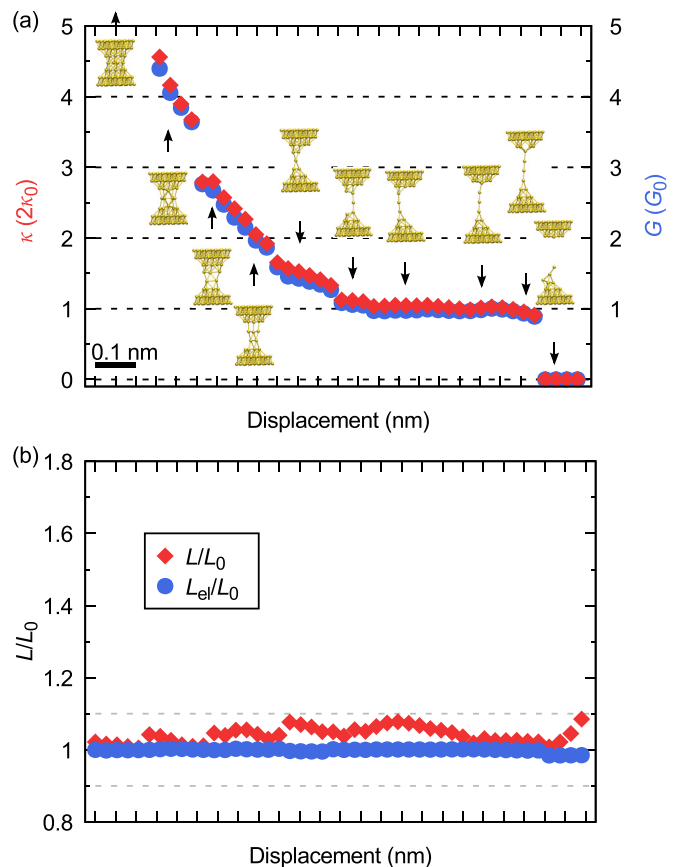 (a)
5
4
3
2
1
0
κ (2κ0)
5
4
3
2
1
0
G (G0)
0.1 nm
Displacement (nm)
(b)
1.8
1.6
1.4
1.2
1
0.8
L/L0
L/L0
Lel/L0
Displacement (nm)